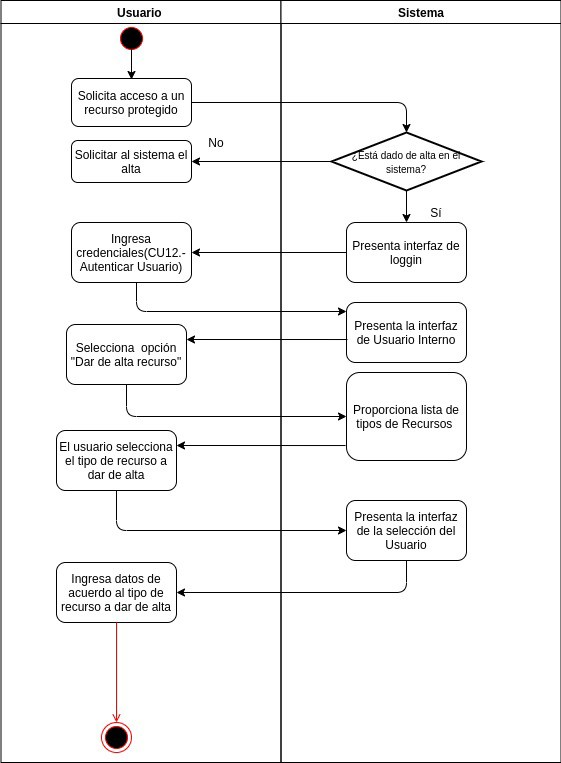 Usuario
Sistema
Solicita acceso a un
recurso protegido
No
¿Está dado de alta en el
sistema?
Solicitar al sistema el
alta
Sí
Ingresa
credenciales(CU12.-
Autenticar Usuario)
Presenta interfaz de
loggin
Presenta la interfaz
de Usuario Interno
Selecciona opción
"Dar de alta recurso"
Proporciona lista de
tipos de Recursos
El usuario selecciona
el tipo de recurso a
dar de alta
Presenta la interfaz
de la selección del
Usuario
Ingresa datos de
acuerdo al tipo de
recurso a dar de alta